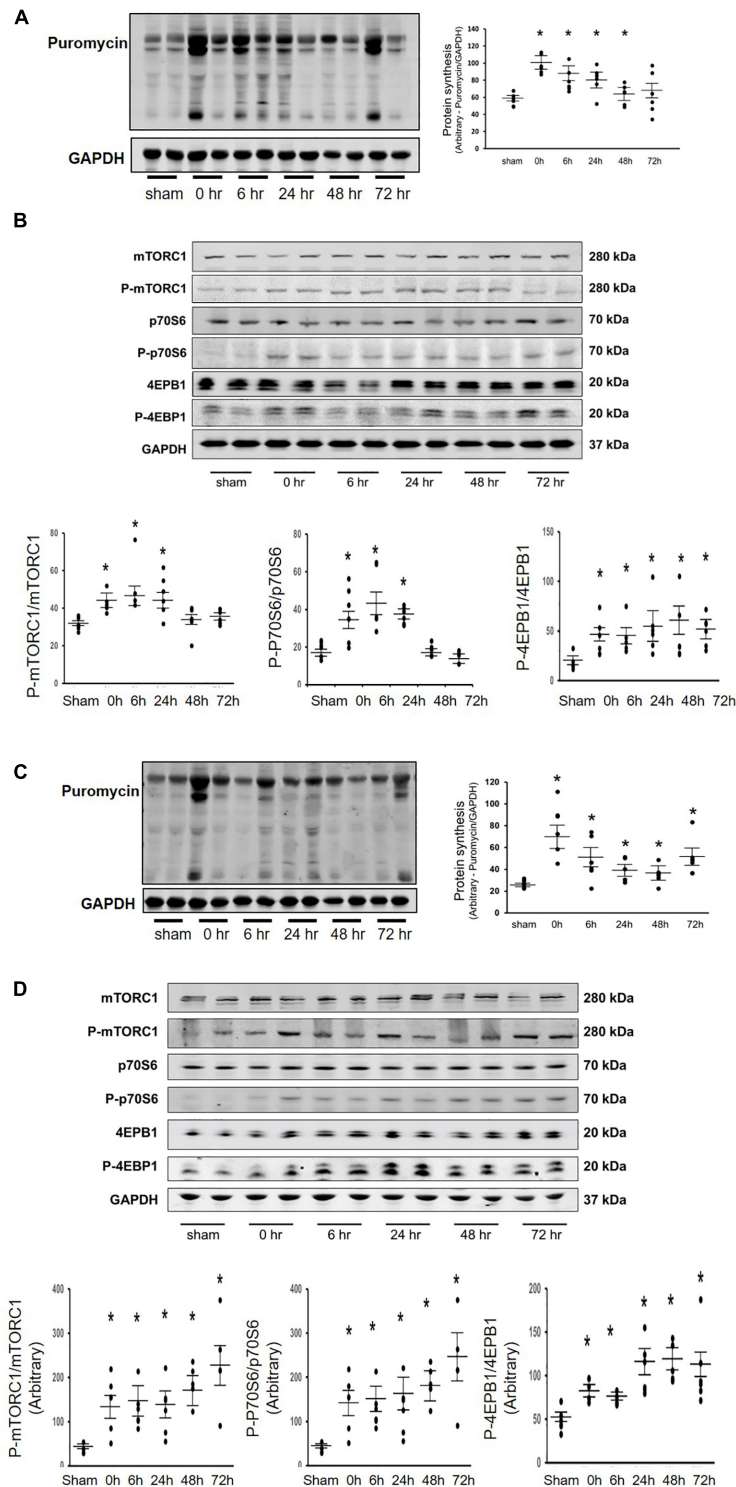 A
Puromycin
GAPDH
sham 0 hr 6 hr 24 hr 48 hr 72 hr
Protein synthesis
(Arbitrary - Puromycin/GAPDH)
140
120
100
80
60
40
20
0
* * * *
sham 0h 6h 24h 48h 72h
B
mTORC1 280 kDa
P-mTORC1 280 kDa
p70S6 70 kDa
P-p70S6 70 kDa
4EPB1 20 kDa
P-4EBP1 20 kDa
GAPDH 37 kDa
sham 0 hr 6 hr 24 hr 48 hr 72 hr
P-mTORC1/mTORC1
80
60
40
20
0
* * *
Sham 0h 6h 24h 48h 72h
P-P70S6/p70S6
80
60
40
20
0
* * *
Sham 0h 6h 24h 48h 72h
P-4EPB1/4EPB1
150
100
50
0
* * * * *
Sham 0h 6h 24h 48h 72h
C
Puromycin
GAPDH
sham 0 hr 6 hr 24 hr 48 hr 72 hr
Protein synthesis
(Arbitrary - Puromycin/GAPDH)
120
100
80
60
40
20
0
* * * * *
sham 0h 6h 24h 48h 72h
D
mTORC1 280 kDa
P-mTORC1 280 kDa
p70S6 70 kDa
P-p70S6 70 kDa
4EPB1 20 kDa
P-4EBP1 20 kDa
GAPDH 37 kDa
sham 0 hr 6 hr 24 hr 48 hr 72 hr
P-mTORC1/mTORC1
(Arbitrary)
400
300
200
100
0
* * * * *
Sham 0h 6h 24h 48h 72h
P-P70S6/p70S6
(Arbitrary)
400
300
200
100
0
* * * * *
Sham 0h 6h 24h 48h 72h
P-4EPB1/4EPB1
(Arbitrary)
200
150
100
50
0
* * * * *
Sham 0h 6h 24h 48h 72h